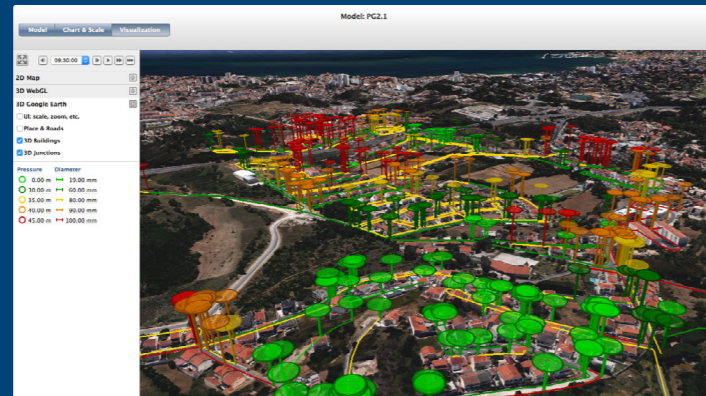 Model: PG2.1
Model Chart & Scale Visualization
09:30:00
2D Map
3D WebGL
3D Google Earth
UI: scale, zoom, etc.
Place & Roads
3D Buildings
3D Junctions
Pressure Diameter
0.00 m 19.00 mm
30.00 m 60.00 mm
35.00 m 80.00 mm
40.00 m 90.00 mm
45.00 m 100.00 mm